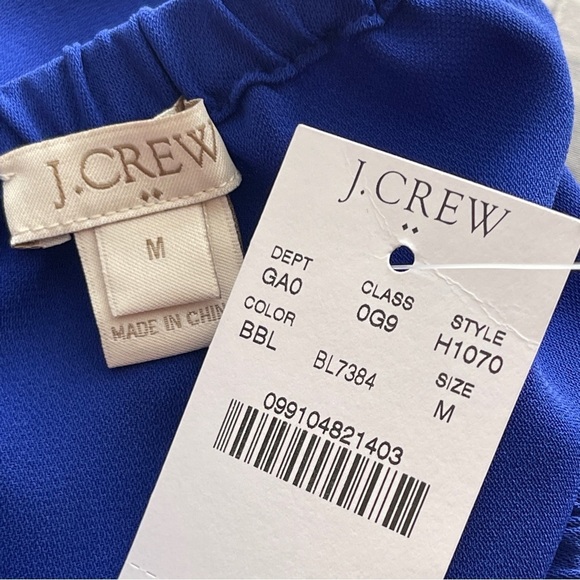 J.CREW
M
MADE IN CHIN
J.CREW
DEPT CLASS STYLE
GA0 0G9 H1070
COLOR SIZE
BBL BL7384 M
099104821403